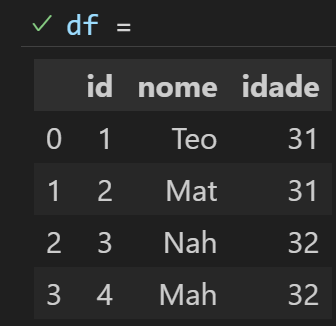 df =
id nome idade
0 1 Teo 31
1 2 Mat 31
2 3 Nah 32
3 4 Mah 32